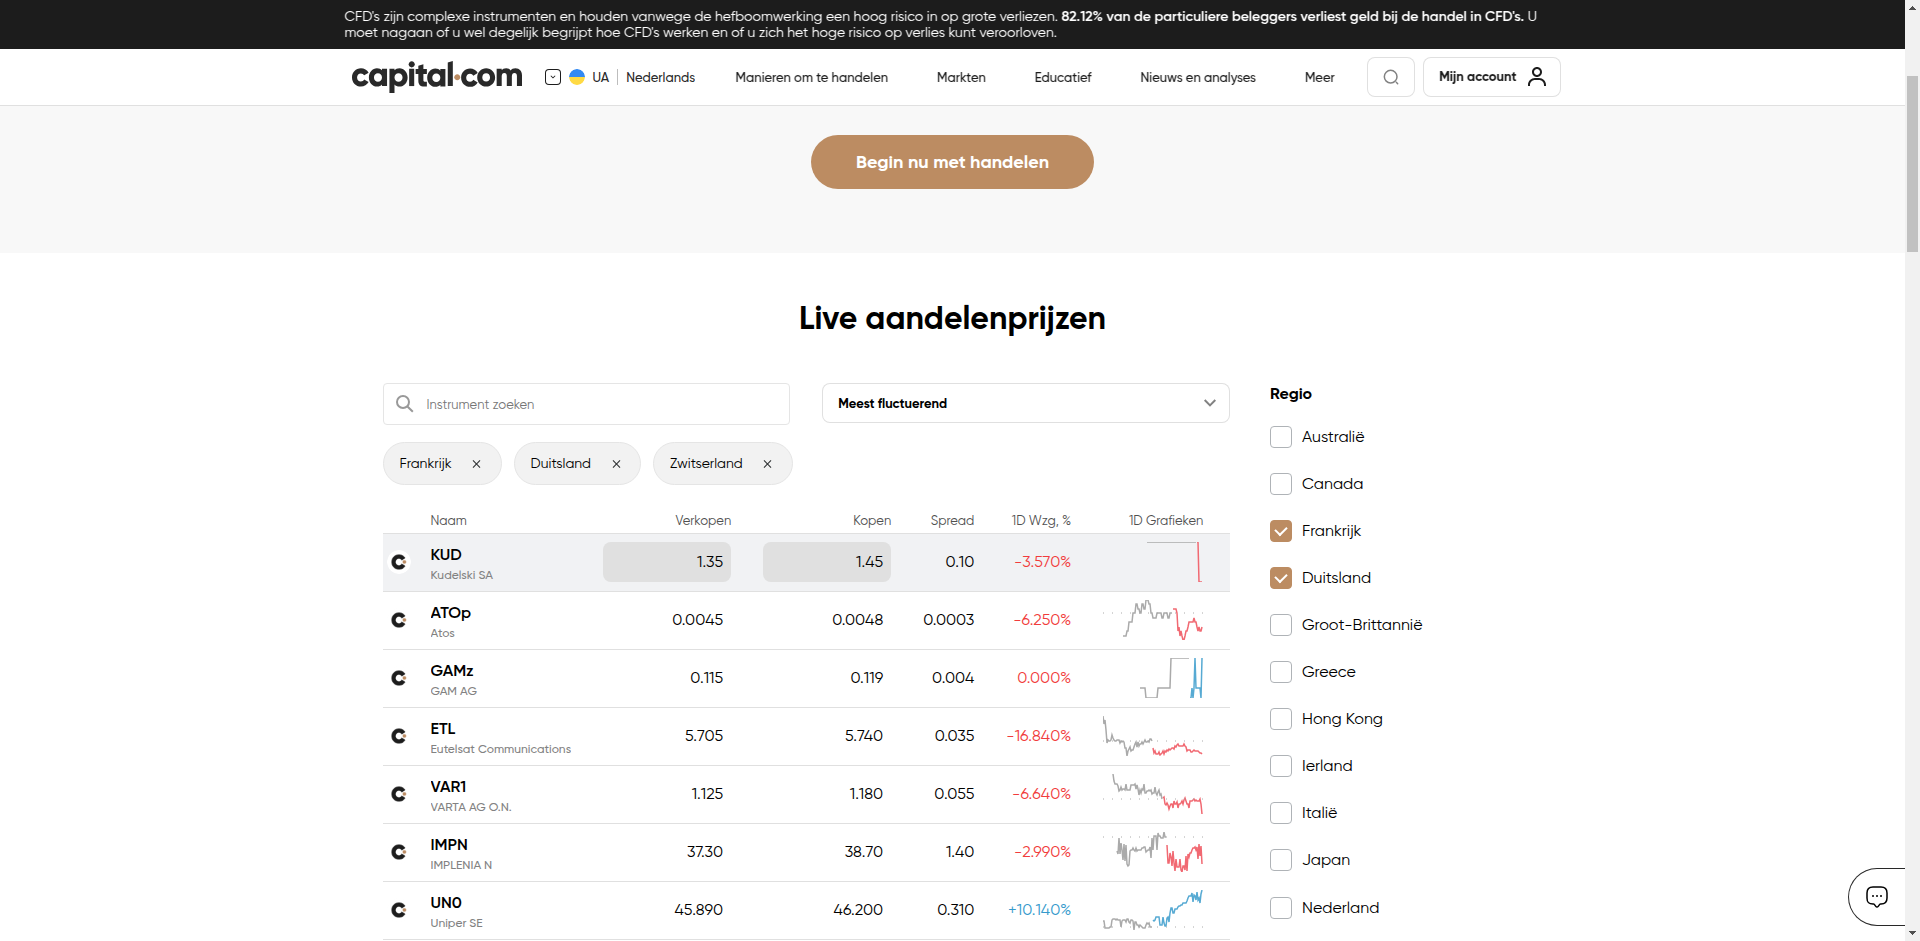 CFD's zijn complexe instrumenten en houden vanwege de hefboomwerking een hoog risico in op grote verliezen. 82.12% van de particuliere beleggers verliest geld bij de handel in CFD's. U
moet nagaan of u wel degelijk begrijpt hoe CFD's werken en of u zich het hoge risico op verlies kunt veroorloven.
capital.com UA Nederlands Manieren om te handelen Markten Educatief Nieuws en analyses Meer Mijn account
Begin nu met handelen
Live aandelenprijzen
Instrument zoeken
Meest fluctuerend
Frankrijk Duitsland Zwitserland
Naam Verkopen Kopen Spread 1D Wzg, % 1D Grafieken
KUD 1.35 1.45 0.10 -3.570%
Kudelski SA
ATOp 0.0045 0.0048 0.0003 -6.250%
Atos
GAMz 0.115 0.119 0.004 0.000%
GAM AG
ETL 5.705 5.740 0.035 -16.840%
Eutelsat Communications
VAR1 1.125 1.180 0.055 -6.640%
VARTA AG O.N.
IMPN 37.30 38.70 1.40 -2.990%
IMPLENIA N
UN0 45.890 46.200 0.310 +10.140%
Uniper SE
Regio
Australië
Canada
Frankrijk
Duitsland
Groot-Brittannië
Greece
Hong Kong
Ierland
Italië
Japan
Nederland